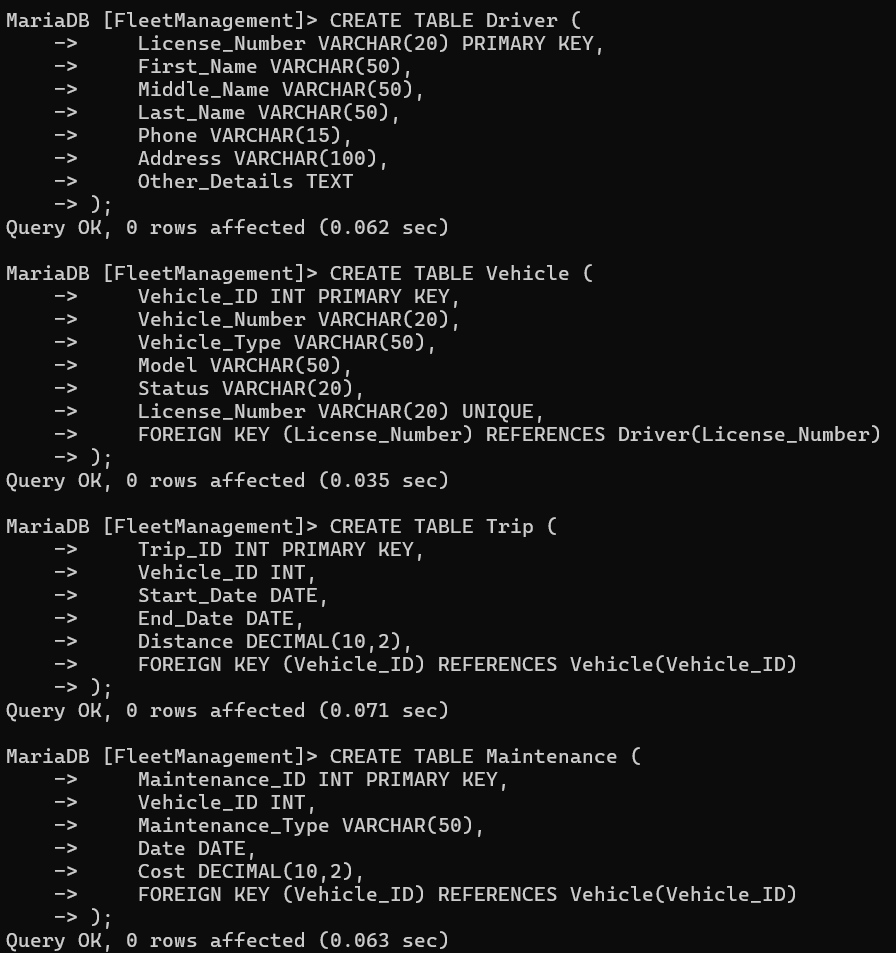 MariaDB [FleetManagement]> CREATE TABLE Driver (
    ->     License_Number VARCHAR(20) PRIMARY KEY,
    ->     First_Name VARCHAR(50),
    ->     Middle_Name VARCHAR(50),
    ->     Last_Name VARCHAR(50),
    ->     Phone VARCHAR(15),
    ->     Address VARCHAR(100),
    ->     Other_Details TEXT
    -> );
Query OK, 0 rows affected (0.062 sec)

MariaDB [FleetManagement]> CREATE TABLE Vehicle (
    ->     Vehicle_ID INT PRIMARY KEY,
    ->     Vehicle_Number VARCHAR(20),
    ->     Vehicle_Type VARCHAR(50),
    ->     Model VARCHAR(50),
    ->     Status VARCHAR(20),
    ->     License_Number VARCHAR(20) UNIQUE,
    ->     FOREIGN KEY (License_Number) REFERENCES Driver(License_Number)
    -> );
Query OK, 0 rows affected (0.035 sec)

MariaDB [FleetManagement]> CREATE TABLE Trip (
    ->     Trip_ID INT PRIMARY KEY,
    ->     Vehicle_ID INT,
    ->     Start_Date DATE,
    ->     End_Date DATE,
    ->     Distance DECIMAL(10,2),
    ->     FOREIGN KEY (Vehicle_ID) REFERENCES Vehicle(Vehicle_ID)
    -> );
Query OK, 0 rows affected (0.071 sec)

MariaDB [FleetManagement]> CREATE TABLE Maintenance (
    ->     Maintenance_ID INT PRIMARY KEY,
    ->     Vehicle_ID INT,
    ->     Maintenance_Type VARCHAR(50),
    ->     Date DATE,
    ->     Cost DECIMAL(10,2),
    ->     FOREIGN KEY (Vehicle_ID) REFERENCES Vehicle(Vehicle_ID)
    -> );
Query OK, 0 rows affected (0.063 sec)